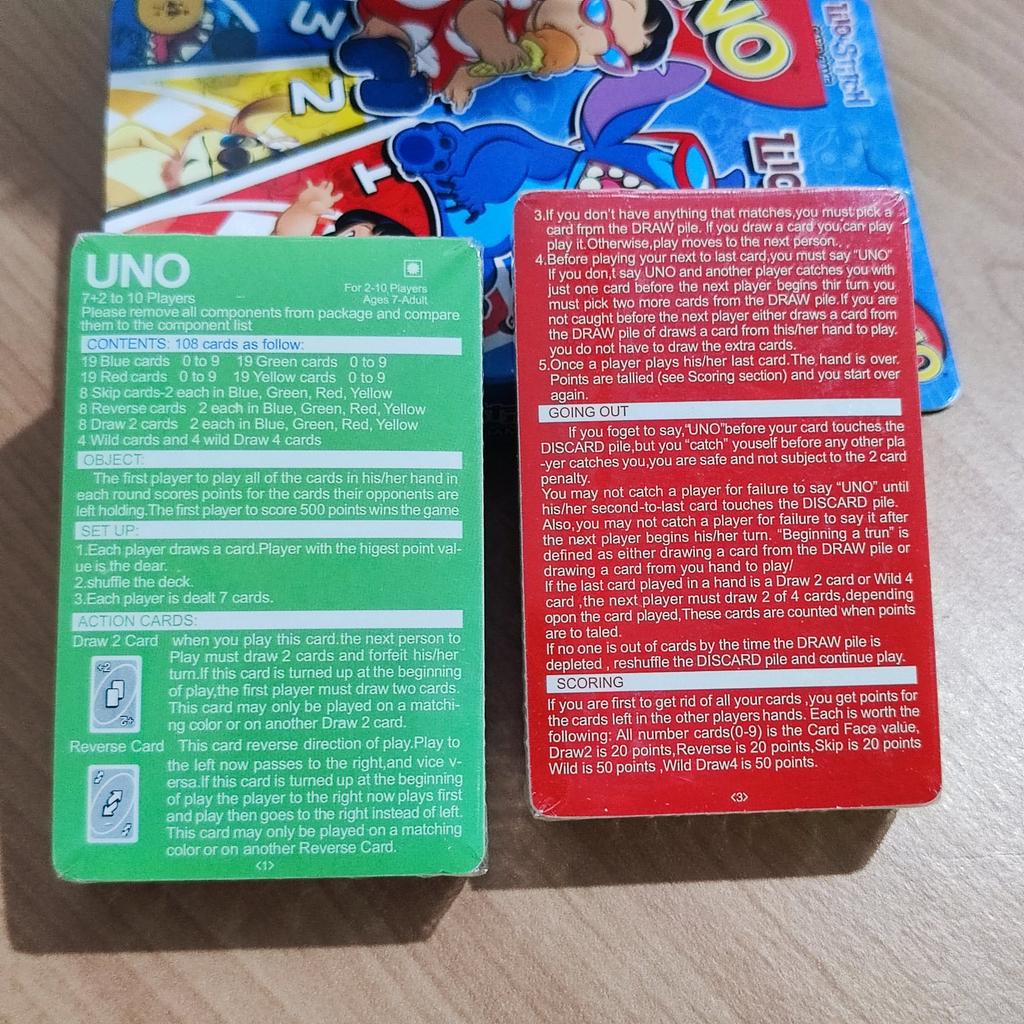 3
2
1
UNO
LILO & STITCH
UNO
For 2-10 Players
7+2 to 10 Players
Ages 7-Adult
Please remove all components from package and compare
them to the component list
CONTENTS: 108 cards as follow:
19 Blue cards 0 to 9 19 Green cards 0 to 9
19 Red cards 0 to 9 19 Yellow cards 0 to 9
8 Skip cards-2 each in Blue, Green, Red, Yellow
8 Reverse cards 2 each in Blue, Green, Red, Yellow
8 Draw 2 cards 2 each in Blue, Green, Red, Yellow
4 Wild cards and 4 wild Draw 4 cards
OBJECT:
The first player to play all of the cards in his/her hand in
each round scores points for the cards their opponents are
left holding.The first player to score 500 points wins the game
SET UP:
1.Each player draws a card.Player with the higest point val-
ue is the dear.
2.shuffle the deck.
3.Each player is dealt 7 cards.
ACTION CARDS:
Draw 2 Card when you play this card.the next person to
Play must draw 2 cards and forfeit his/her
turn.If this card is turned up at the beginning
of play,the first player must draw two cards.
This card may only be played on a match-
ing color or on another Draw 2 card.
+2
+2
Reverse Card This card reverse direction of play.Play to
the left now passes to the right,and vice v-
ersa.If this card is turned up at the beginning
of play the player to the right now plays first
and play then goes to the right instead of left.
This card may only be played on a matching
color or on another Reverse Card.
<1>
3.If you don't have anything that matches,you must pick a
card frpm the DRAW pile. If you draw a card you,can play
play it.Otherwise,play moves to the next person.
4.Before playing your next to last card,you must say "UNO"
If you don,t say UNO and another player catches you with
just one card before the next player begins thir turn you
must pick two more cards from the DRAW pile.If you are
not caught before the next player either draws a card from
the DRAW pile of draws a card from this/her hand to play.
you do not have to draw the extra cards.
5.Once a player plays his/her last card.The hand is over.
Points are tallied (see Scoring section) and you start over
again.
GOING OUT
If you foget to say,"UNO"before your card touches the
DISCARD pile,but you "catch" youself before any other pla
-yer catches you,you are safe and not subject to the 2 card
penalty.
You may not catch a player for failure to say "UNO" until
his/her second-to-last card touches the DISCARD pile.
Also,you may not catch a player for failure to say it after
the next player begins his/her turn. "Beginning a trun" is
defined as either drawing a card from the DRAW pile or
drawing a card from you hand to play/
If the last card played in a hand is a Draw 2 card or Wild 4
card ,the next player must draw 2 of 4 cards,depending
opon the card played,These cards are counted when points
are to taled.
If no one is out of cards by the time the DRAW pile is
depleted , reshuffle the DISCARD pile and continue play.
SCORING
If you are first to get rid of all your cards ,you get points for
the cards left in the other players hands. Each is worth the
following: All number cards(0-9) is the Card Face value,
Draw2 is 20 points,Reverse is 20 points,Skip is 20 points
Wild is 50 points ,Wild Draw4 is 50 points.
<3>